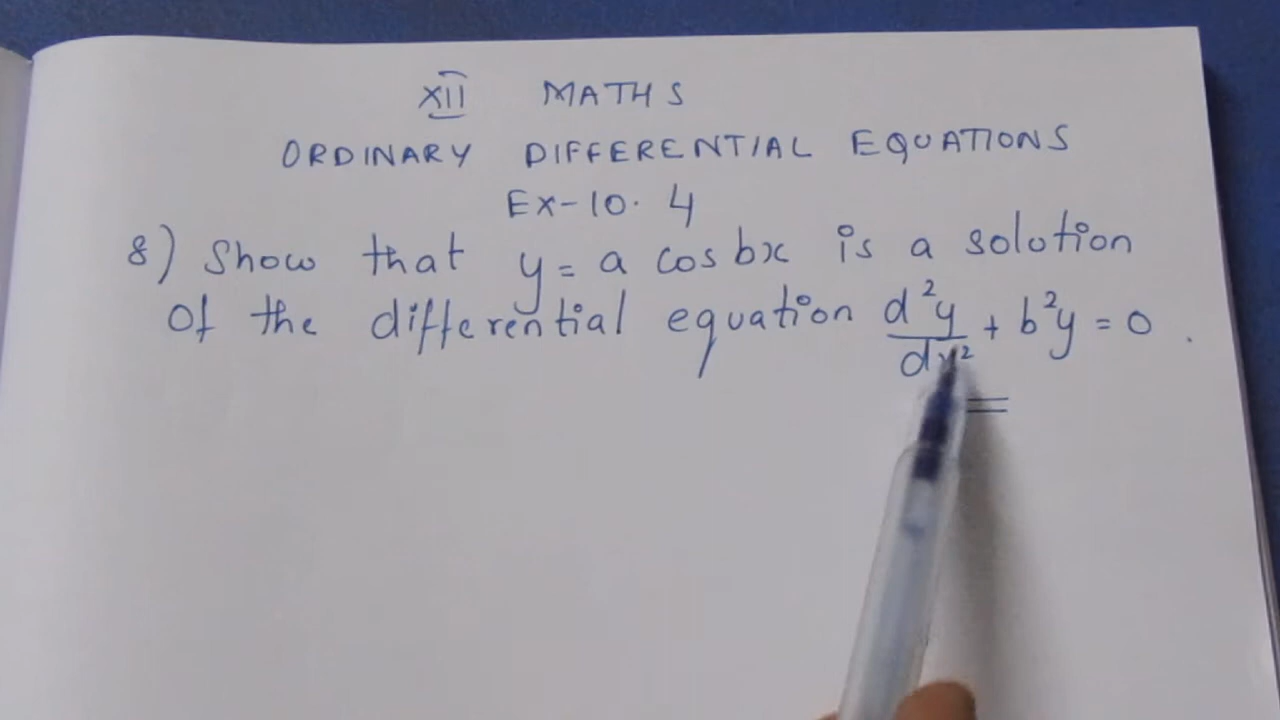 XII MATHS
ORDINARY DIFFERENTIAL EQUATIONS
Ex-10.4
8) Show that y = a cos bx is a solution
of the differential equation d²y/dx² + b²y = 0.